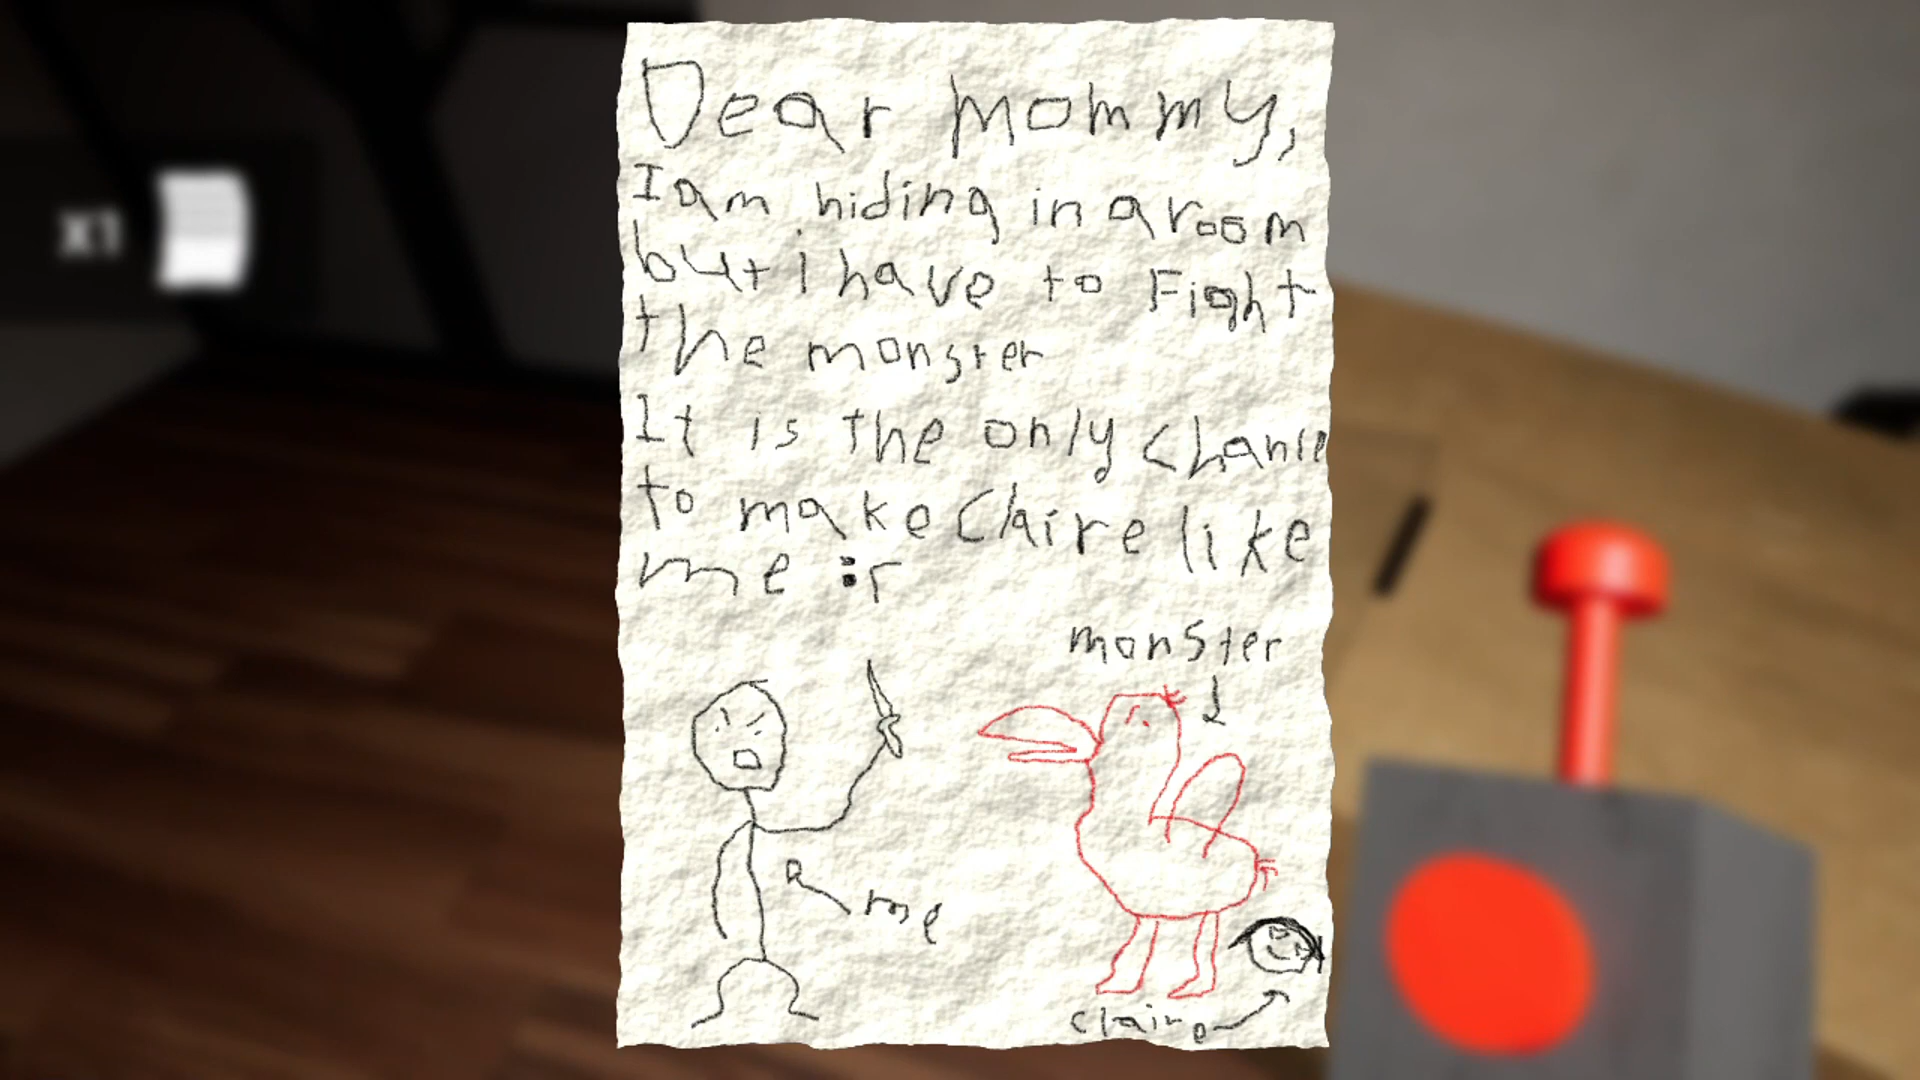 x1
Dear mommy,
I am hiding in a room
but i have to Fight
the monster
It is the only chance
to make Claire like
me :r
monster
me
claire